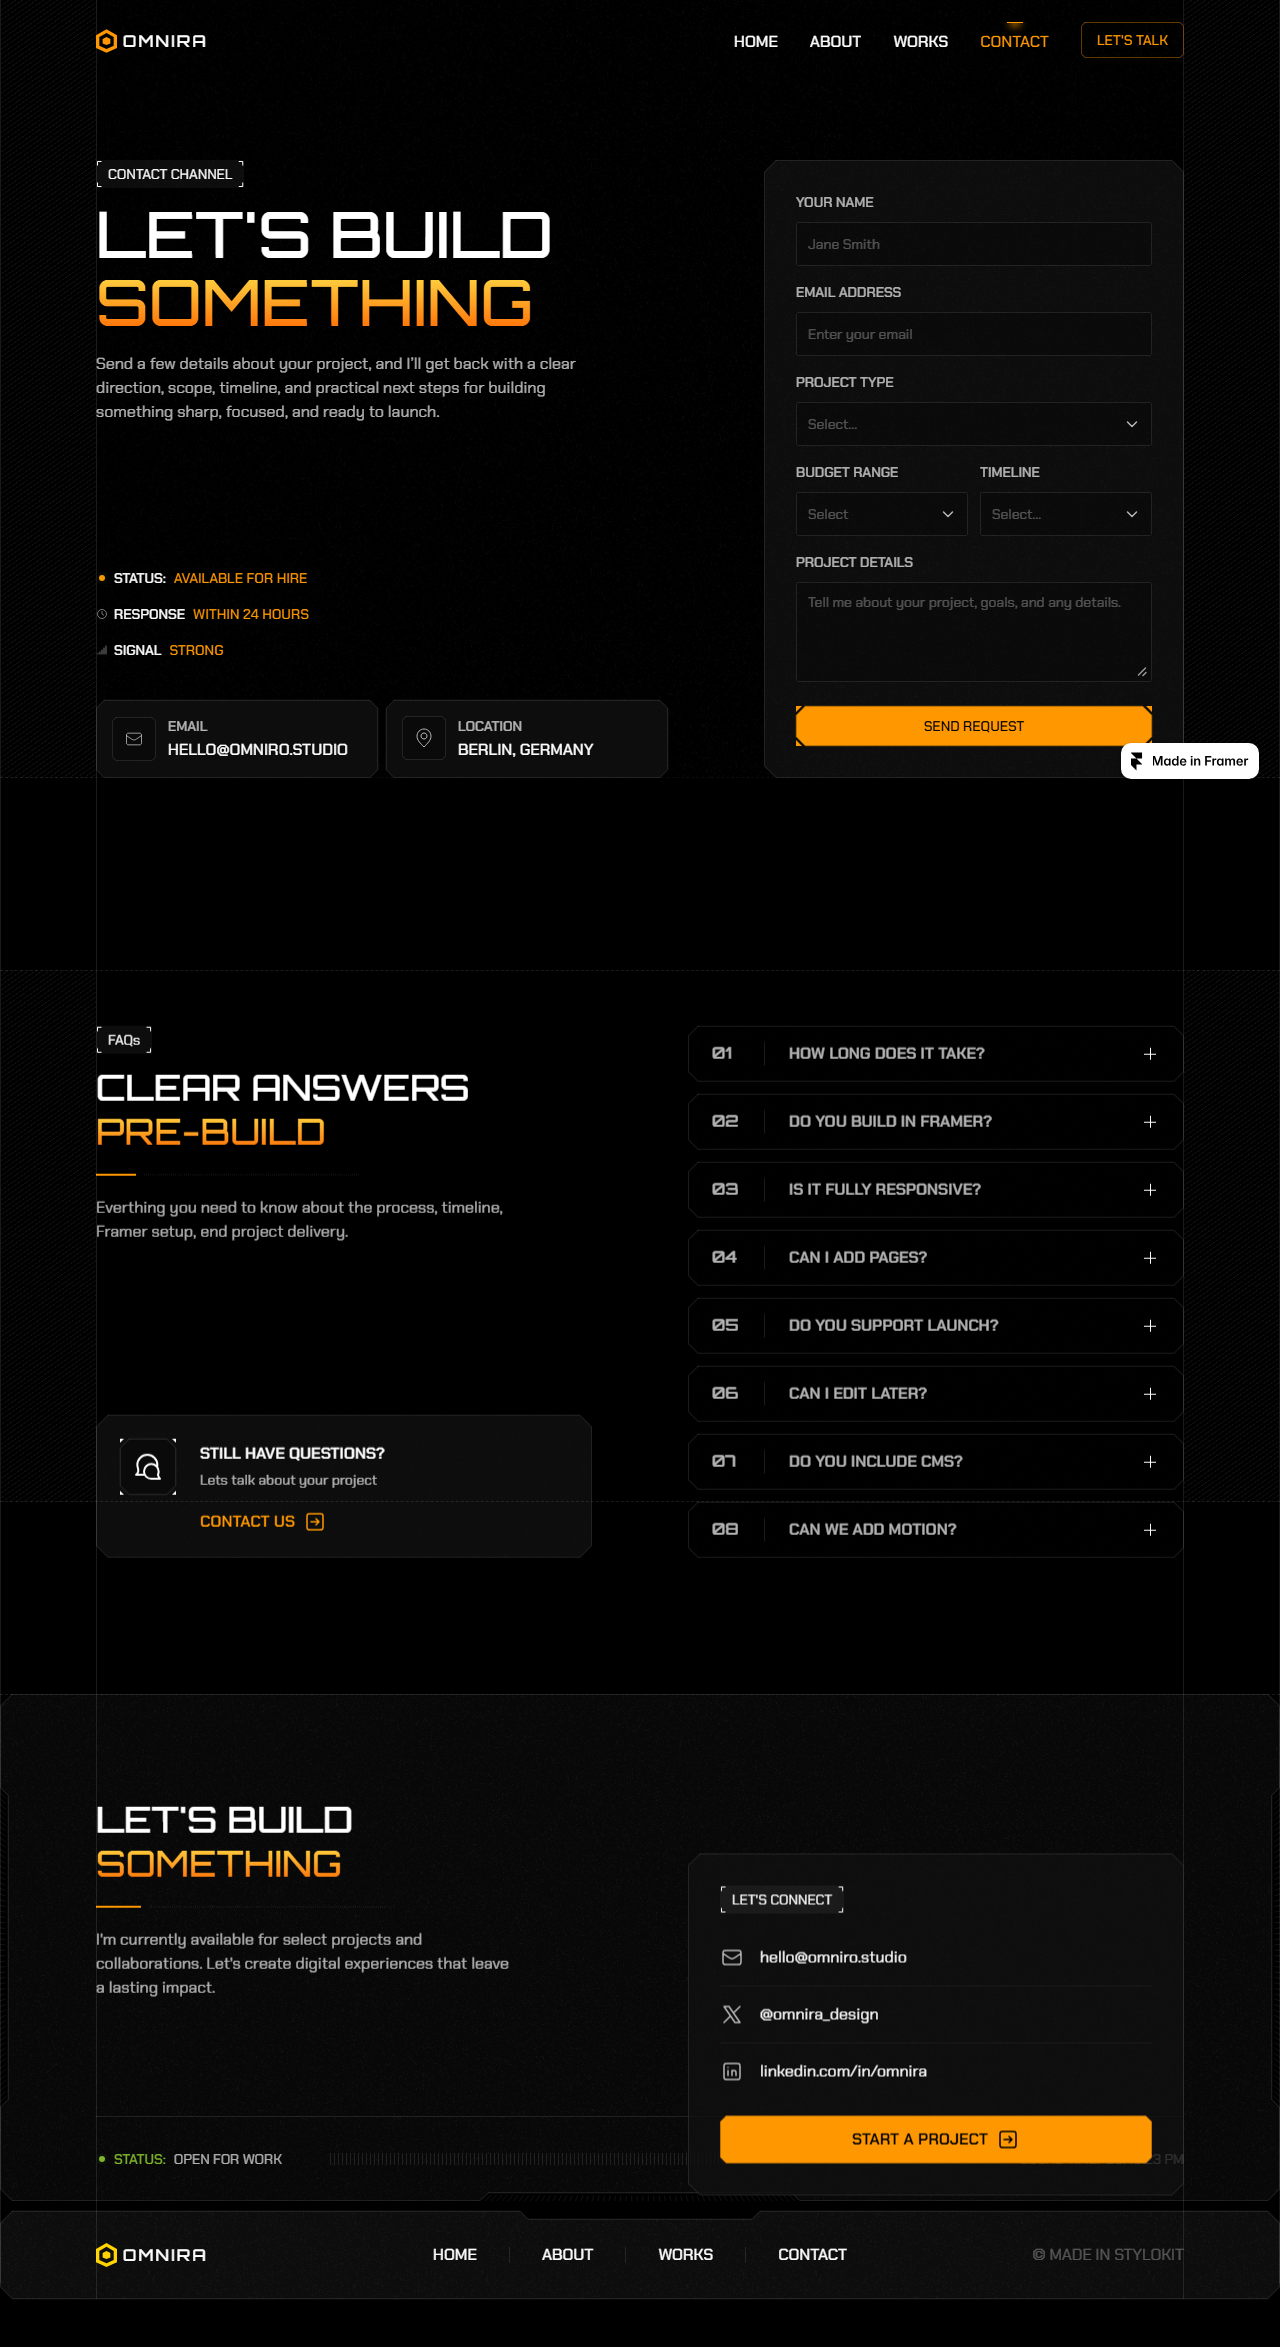 OMNIRA
HOME ABOUT WORKS CONTACT LET'S TALK
CONTACT CHANNEL
LET'S BUILD
SOMETHING
Send a few details about your project, and I'll get back with a clear
direction, scope, timeline, and practical next steps for building
something sharp, focused, and ready to launch.
STATUS: AVAILABLE FOR HIRE
RESPONSE WITHIN 24 HOURS
SIGNAL STRONG
EMAIL
HELLO@OMNIRO.STUDIO
LOCATION
BERLIN, GERMANY
YOUR NAME
Jane Smith
EMAIL ADDRESS
Enter your email
PROJECT TYPE
Select...
BUDGET RANGE TIMELINE
Select Select...
PROJECT DETAILS
Tell me about your project, goals, and any details.
SEND REQUEST
Made in Framer
FAQs
CLEAR ANSWERS
PRE-BUILD
Everthing you need to know about the process, timeline,
Framer setup, end project delivery.
STILL HAVE QUESTIONS?
Lets talk about your project
CONTACT US
01 HOW LONG DOES IT TAKE?
02 DO YOU BUILD IN FRAMER?
03 IS IT FULLY RESPONSIVE?
04 CAN I ADD PAGES?
05 DO YOU SUPPORT LAUNCH?
06 CAN I EDIT LATER?
07 DO YOU INCLUDE CMS?
08 CAN WE ADD MOTION?
LET'S BUILD
SOMETHING
I'm currently available for select projects and
collaborations. Let's create digital experiences that leave
a lasting impact.
LET'S CONNECT
hello@omniro.studio
@omnira_design
linkedin.com/in/omnira
START A PROJECT
STATUS: OPEN FOR WORK
PM
OMNIRA
HOME ABOUT WORKS CONTACT
© MADE IN STYLOKIT